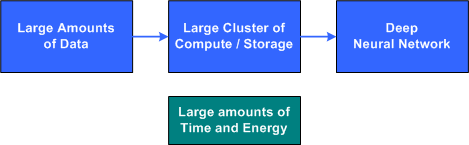 Large Amounts
of Data
Large Cluster of
Compute / Storage
Deep
Neural Network
Large amounts of
Time and Energy